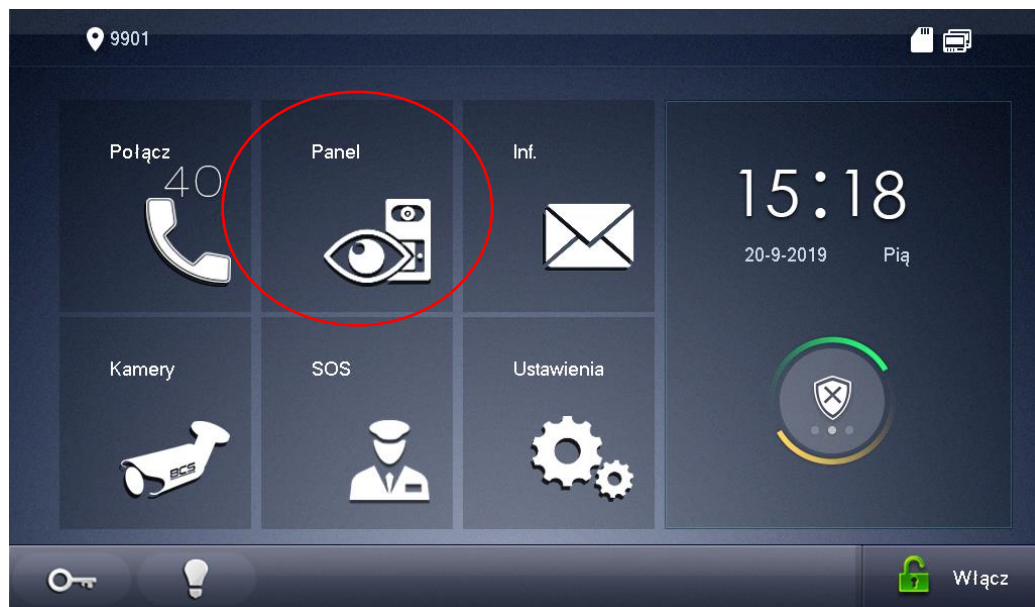 9901
Połącz
40
Panel
Inf.
15:18
20-9-2019 Pią
Kamery
BCS
SOS
Ustawienia
Włącz